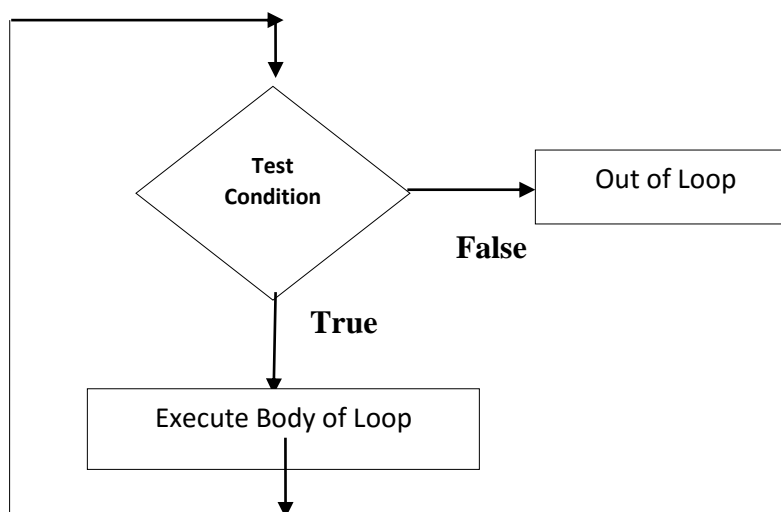 Test
Condition
Out of Loop
False
True
Execute Body of Loop